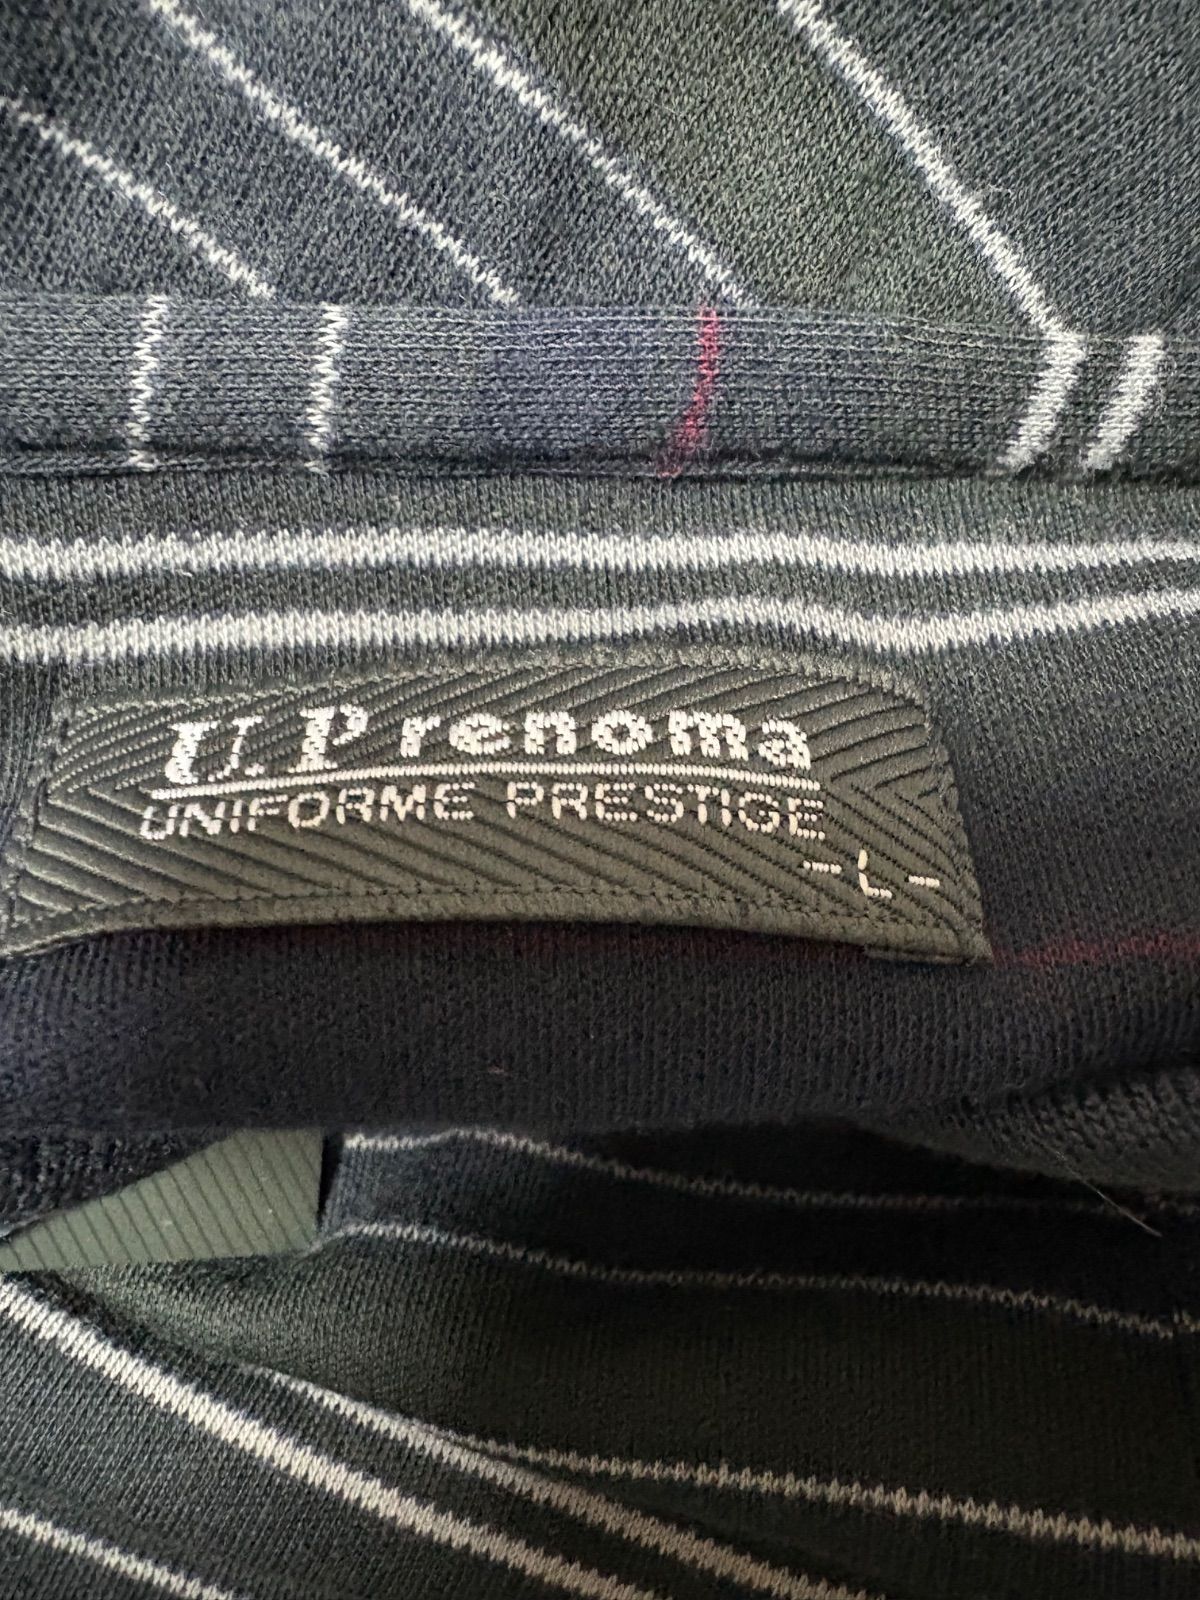 U.P renoma
UNIFORME PRESTIGE
-L-